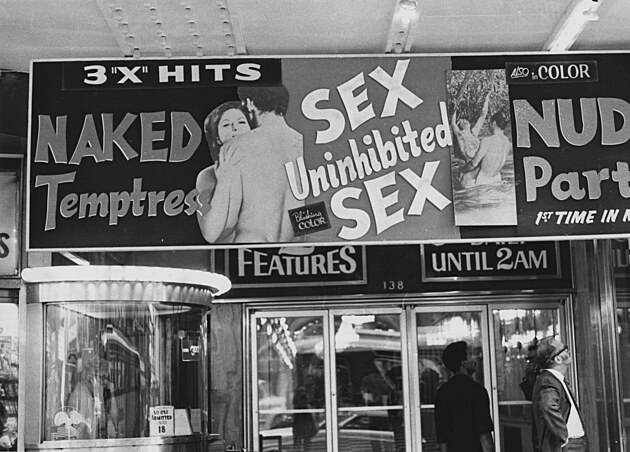 3 "X" HITS
NAKED
Temptress
SEX
Uninhibited
SEX
Blushing
COLOR
ALSO in COLOR
NUD
Part
1ST TIME IN N
FEATURES
UNTIL 2AM
138
NO ONE
ADMITTED
UNDER
18
S